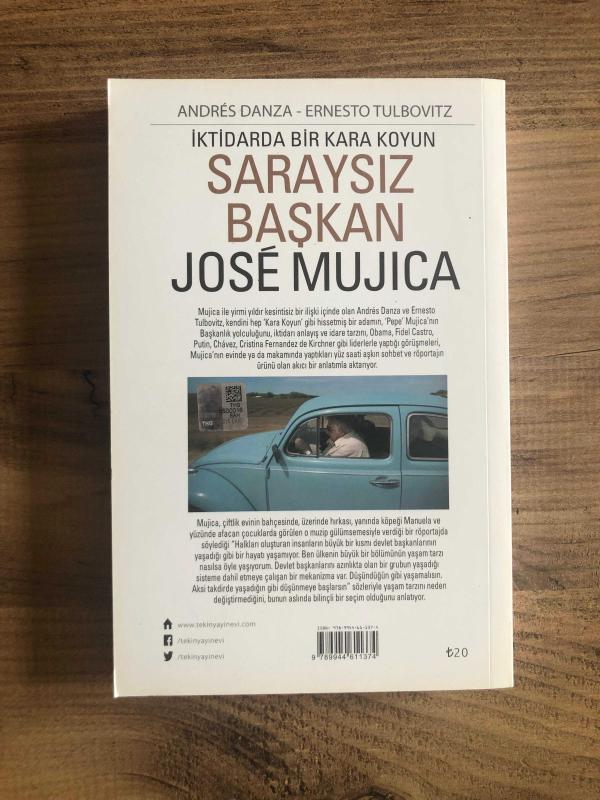 ANDRÉS DANZA - ERNESTO TULBOVITZ
İKTİDARDA BİR KARA KOYUN
SARAYSIZ
BAŞKAN
JOSÉ MUJICA
Mujica ile yirmi yıldır kesintisiz bir ilişki içinde olan Andrés Danza ve Ernesto
Tulbovitz, kendini hep 'Kara Koyun' gibi hissetmiş bir adamın, 'Pepe' Mujica'nın
Başkanlık yolculuğunu, iktidarı anlayış ve idare tarzını, Obama, Fidel Castro,
Putin, Chávez, Cristina Fernandez de Kirchner gibi liderlerle yaptığı görüşmeleri,
Mujica'nın evinde ya da makamında yaptıkları yüz saati aşkın sohbet ve röportajın
ürünü olan akıcı bir anlatımla aktarıyor.
THG
Mujica, çiftlik evinin bahçesinde, üzerinde hırkası, yanında köpeği Manuela ve
yüzünde afacan çocuklarda görülen o muzip gülümsemesiyle verdiği bir röportajda
söylediği "Halkları oluşturan insanların büyük bir kısmı devlet başkanlarının
yaşadığı gibi bir hayatı yaşamıyor. Ben ülkenin büyük bir bölümünün yaşam tarzı
nasılsa öyle yaşıyorum. Devlet başkanlarını azınlıkta olan bir grubun yaşadığı
sisteme dahil etmeye çalışan bir mekanizma var. Düşündüğün gibi yaşamalısın.
Aksi takdirde yaşadığın gibi düşünmeye başlarsın" sözleriyle yaşam tarzını neden
değiştirmediğini, bunun aslında bilinçli bir seçim olduğunu anlatıyor.
www.tekinyayinevi.com
/tekinyayinevi
/tekinyayinevi
ISBN: 978-9944-61-137-4
9 789944 611374
₺20